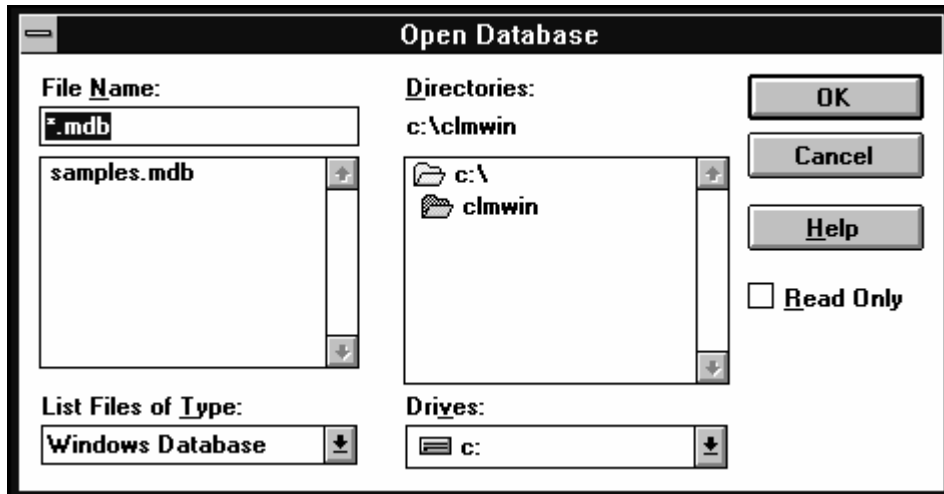 Open Database
File Name:
*.mdb
samples.mdb
List Files of Type:
Windows Database
Directories:
c:\clmwin
c:\
clmwin
Drives:
c:
OK
Cancel
Help
Read Only